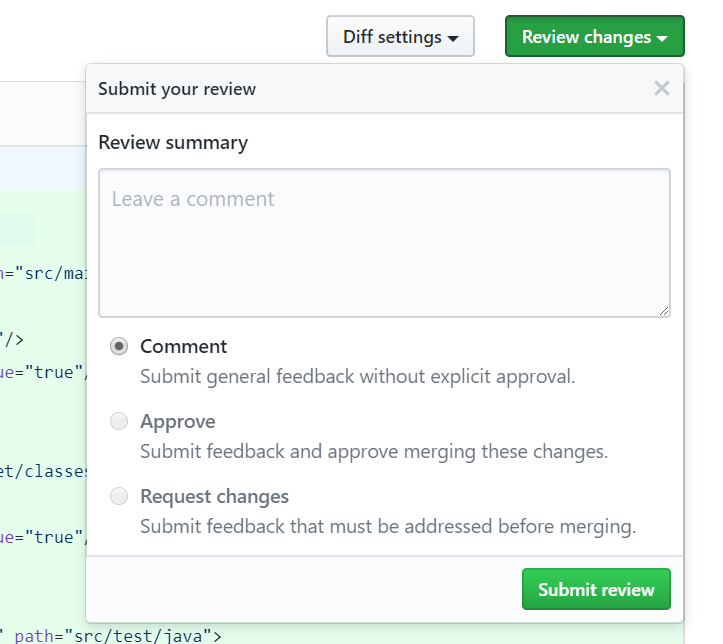 Diff settings
Review changes
Submit your review
Review summary
Leave a comment
="src/mai
"/>
ue="true"/
Comment
Submit general feedback without explicit approval.
Approve
Submit feedback and approve merging these changes.
et/classes
Request changes
Submit feedback that must be addressed before merging.
ue="true"/
Submit review
" path="src/test/java">